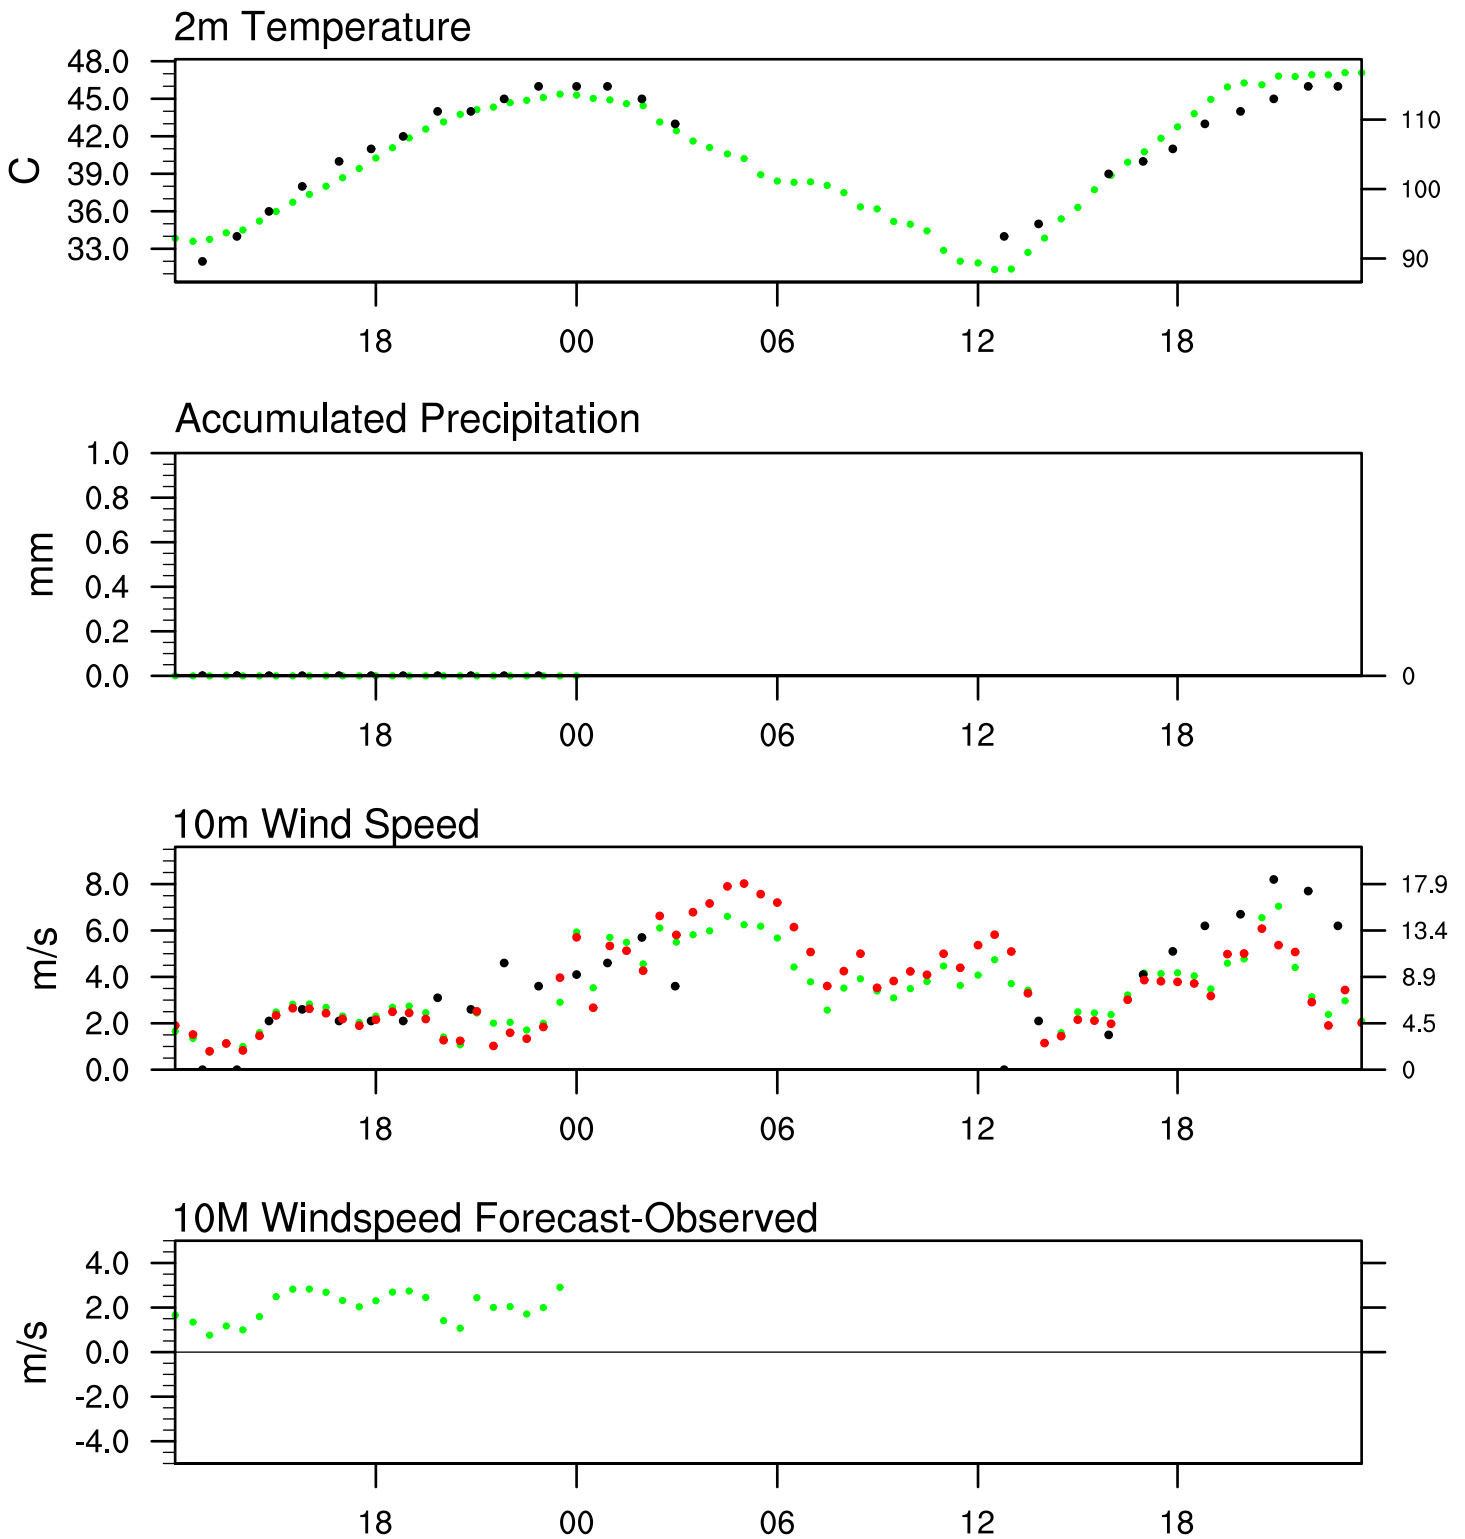 2m Temperature
48.0
45.0
42.0
39.0
36.0
33.0
C
110
100
90
18 00 06 12 18
Accumulated Precipitation
1.0
0.8
0.6
0.4
0.2
0.0
mm
0
18 00 06 12 18
10m Wind Speed
8.0
6.0
4.0
2.0
0.0
m/s
17.9
13.4
8.9
4.5
0
18 00 06 12 18
10M Windspeed Forecast-Observed
4.0
2.0
0.0
-2.0
-4.0
m/s
18 00 06 12 18